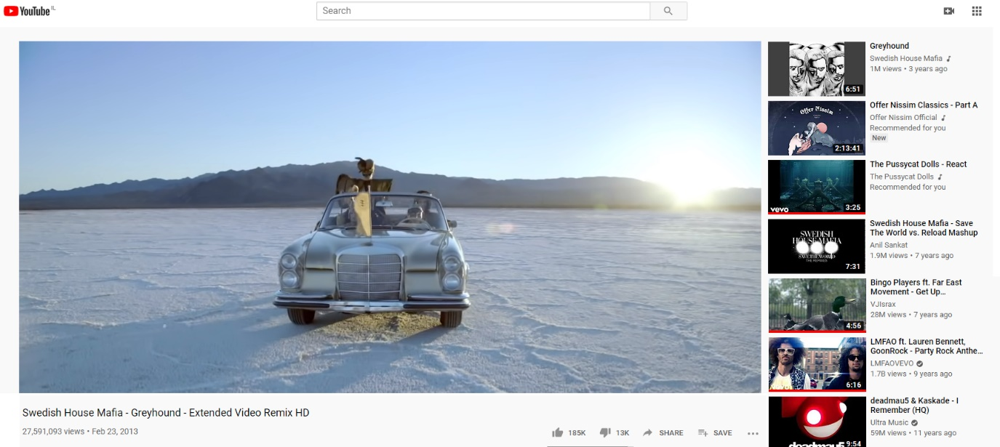 YouTube IL
Search
Swedish House Mafia - Greyhound - Extended Video Remix HD
27,591,093 views • Feb 23, 2013
185K
13K
SHARE
SAVE
6:51
Greyhound
Swedish House Mafia
1M views • 3 years ago
Offer Nissim
2:13:41
Offer Nissim Classics - Part A
Offer Nissim Official
Recommended for you
New
vevo
3:25
The Pussycat Dolls - React
The Pussycat Dolls
Recommended for you
SWEDISH
HOUSE MAFIA
SAVE THE WORLD
THE REMIXES
7:31
Swedish House Mafia - Save
The World vs. Reload Mashup
Anil Sankat
1.9M views • 7 years ago
4:56
Bingo Players ft. Far East
Movement - Get Up...
VJIsrax
28M views • 7 years ago
6:16
LMFAO ft. Lauren Bennett,
GoonRock - Party Rock Anthe...
LMFAOVEVO
1.7B views • 9 years ago
deadmau5
9:54
deadmau5 & Kaskade - I
Remember (HQ)
Ultra Music
59M views • 11 years ago